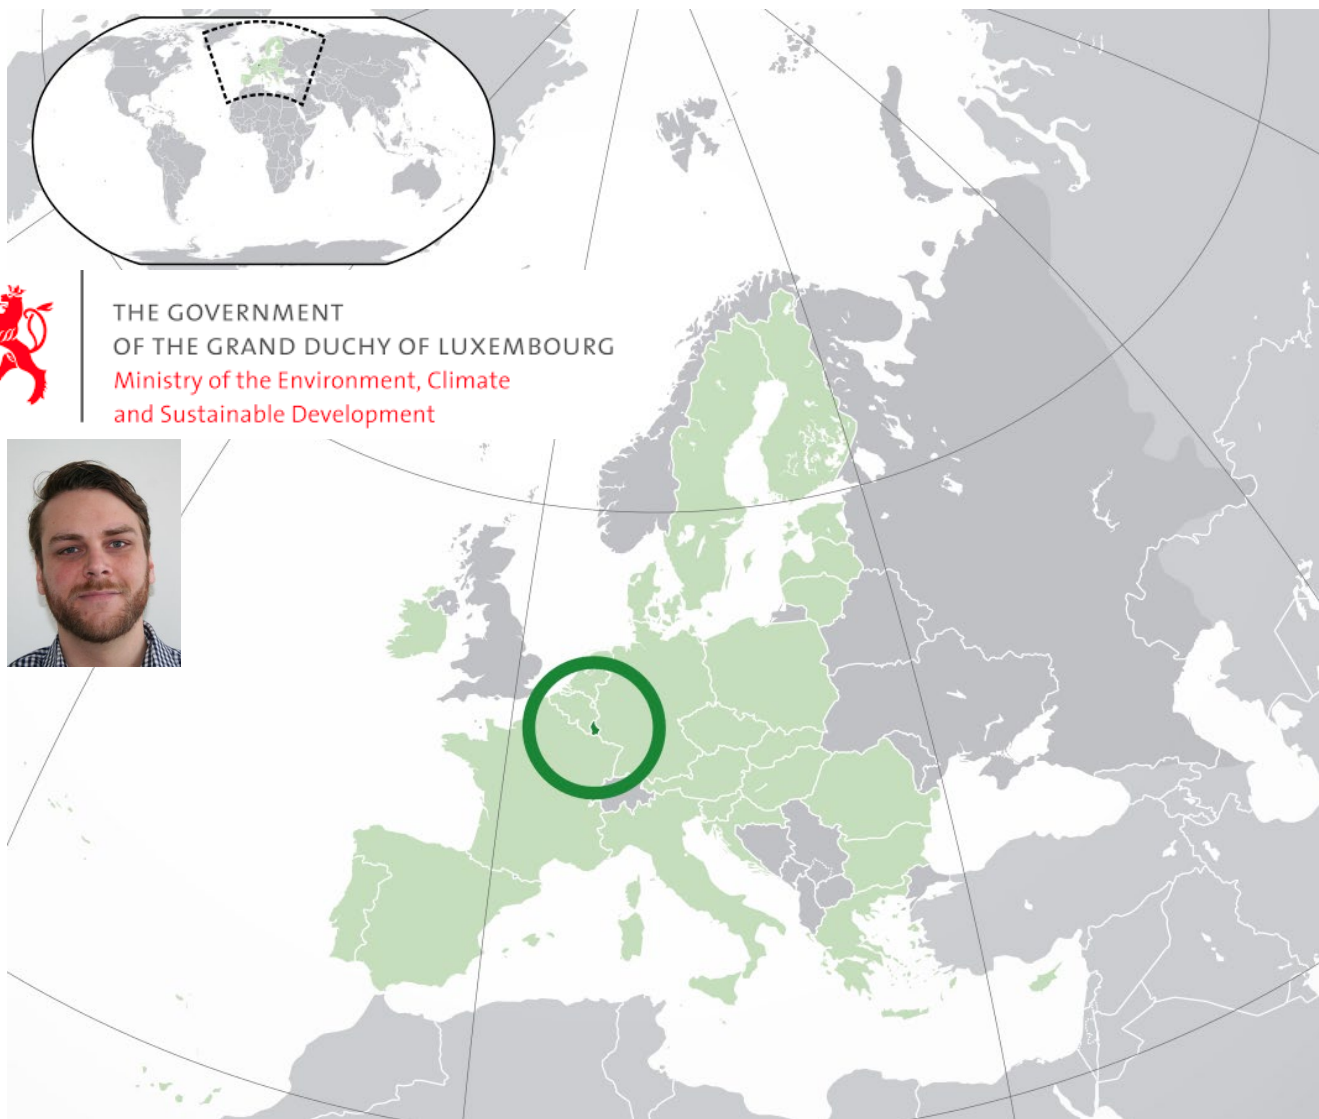 THE GOVERNMENT
OF THE GRAND DUCHY OF LUXEMBOURG
Ministry of the Environment, Climate
and Sustainable Development